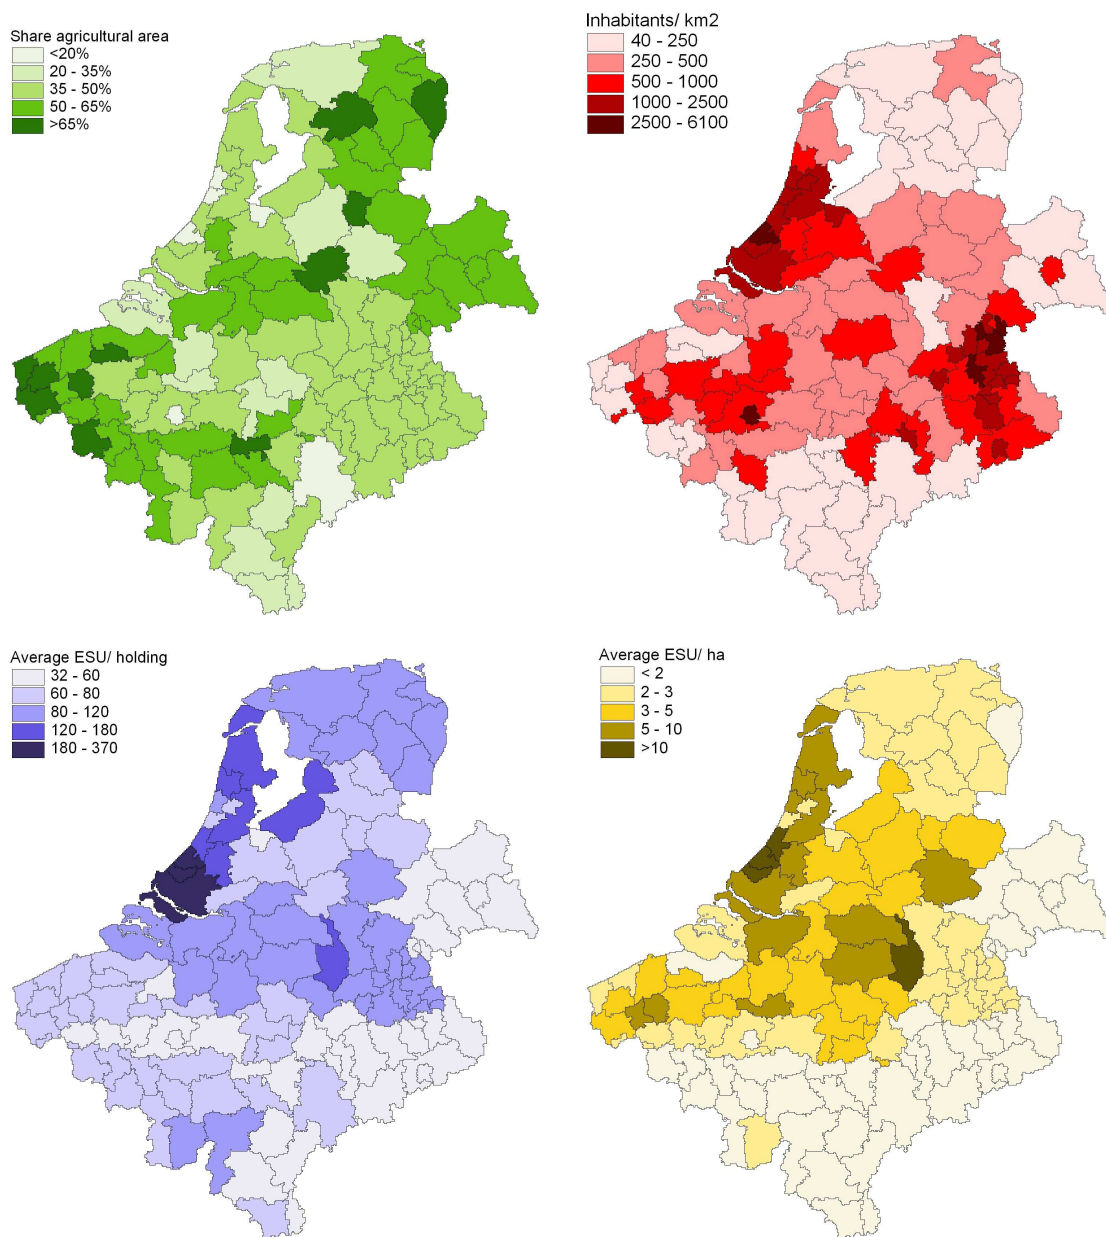 Share agricultural area
<20%
20 - 35%
35 - 50%
50 - 65%
>65%
Inhabitants/ km2
40 - 250
250 - 500
500 - 1000
1000 - 2500
2500 - 6100
Average ESU/ holding
32 - 60
60 - 80
80 - 120
120 - 180
180 - 370
Average ESU/ ha
< 2
2 - 3
3 - 5
5 - 10
>10